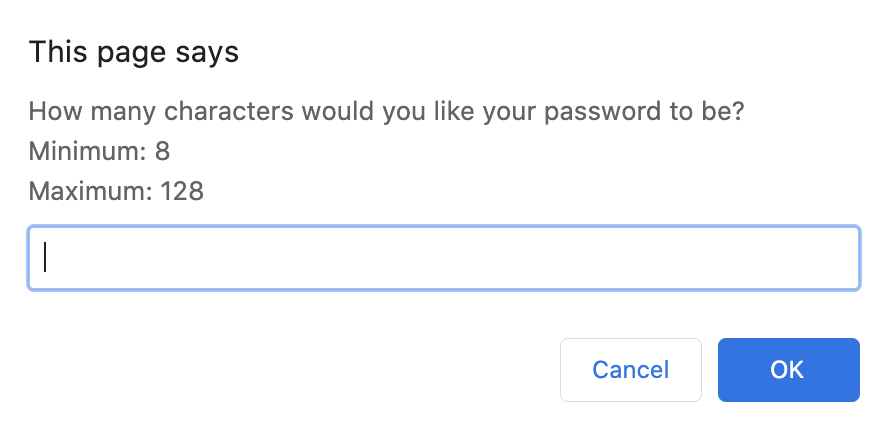 This page says
How many characters would you like your password to be?
Minimum: 8
Maximum: 128
Cancel
OK